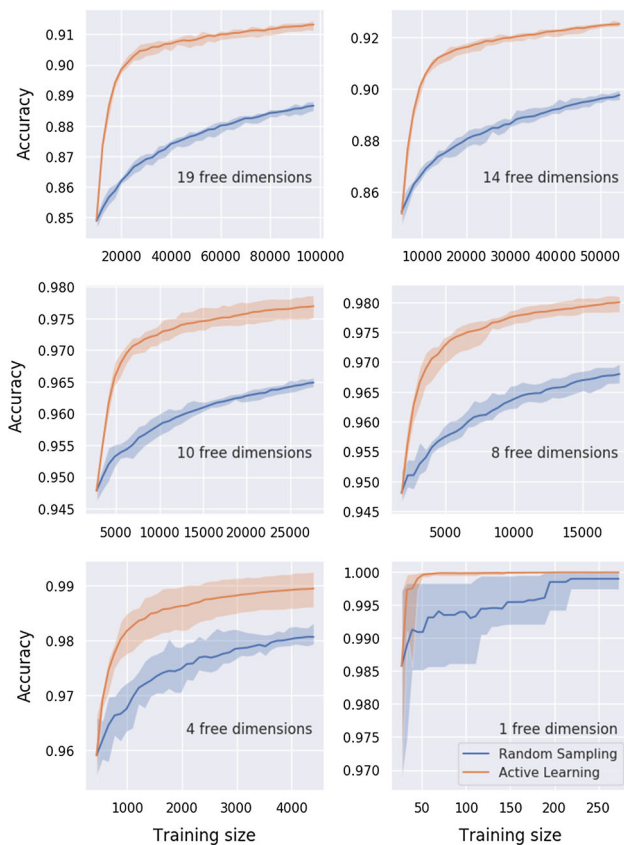 0.91
0.90
0.89
0.88
0.87
0.86
0.85
Accuracy
19 free dimensions
20000 40000 60000 80000 100000
0.92
0.90
0.88
0.86
14 free dimensions
10000 20000 30000 40000 50000
0.980
0.975
0.970
0.965
0.960
0.955
0.950
0.945
Accuracy
10 free dimensions
5000 10000 15000 20000 25000
0.980
0.975
0.970
0.965
0.960
0.955
0.950
0.945
8 free dimensions
5000 10000 15000
0.99
0.98
0.97
0.96
Accuracy
4 free dimensions
1000 2000 3000 4000
Training size
1.000
0.995
0.990
0.985
0.980
0.975
0.970
1 free dimension
Random Sampling
Active Learning
50 100 150 200 250
Training size